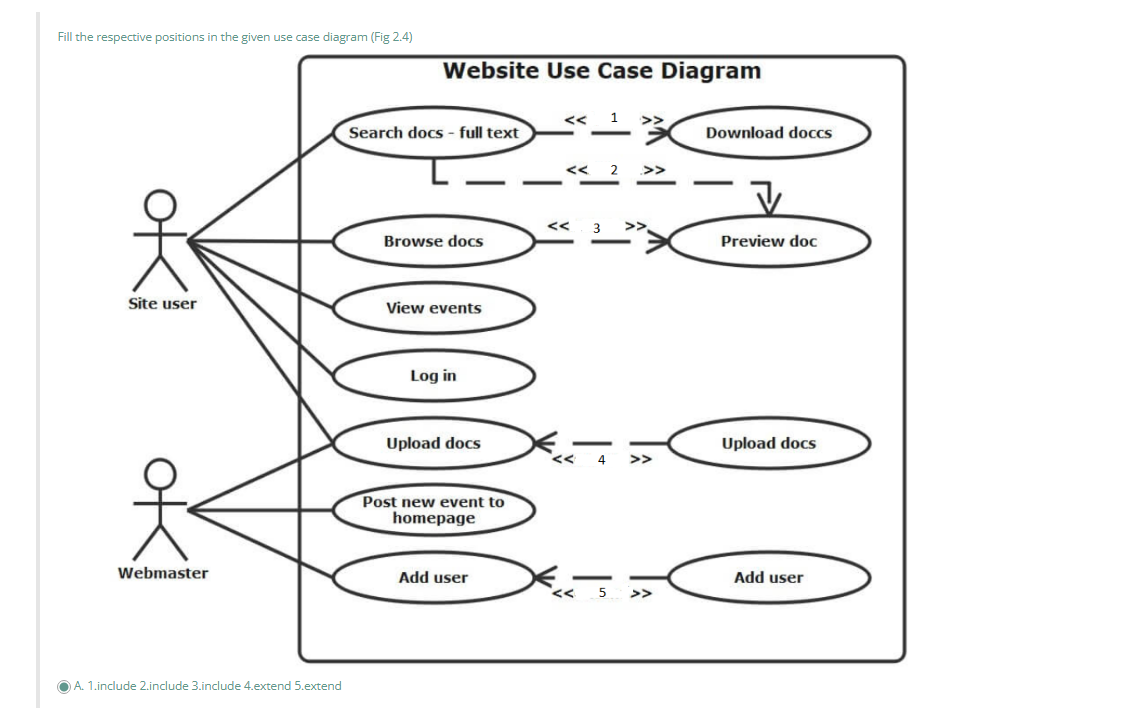 Fill the respective positions in the given use case diagram (Fig 2.4)
Website Use Case Diagram
Search docs - full text
<< 1 >>
Download doccs
<< 2 >>
Browse docs
<< 3 >>
Preview doc
Site user
View events
Log in
Upload docs
<< 4 >>
Upload docs
Post new event to
homepage
Webmaster
Add user
<< 5 >>
Add user
A. 1.include 2.include 3.include 4.extend 5.extend